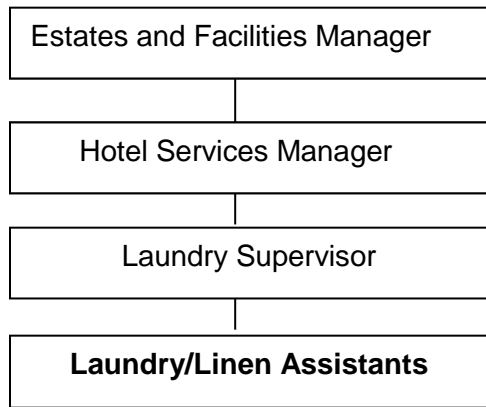 Estates and Facilities Manager
Hotel Services Manager
Laundry Supervisor
Laundry/Linen Assistants